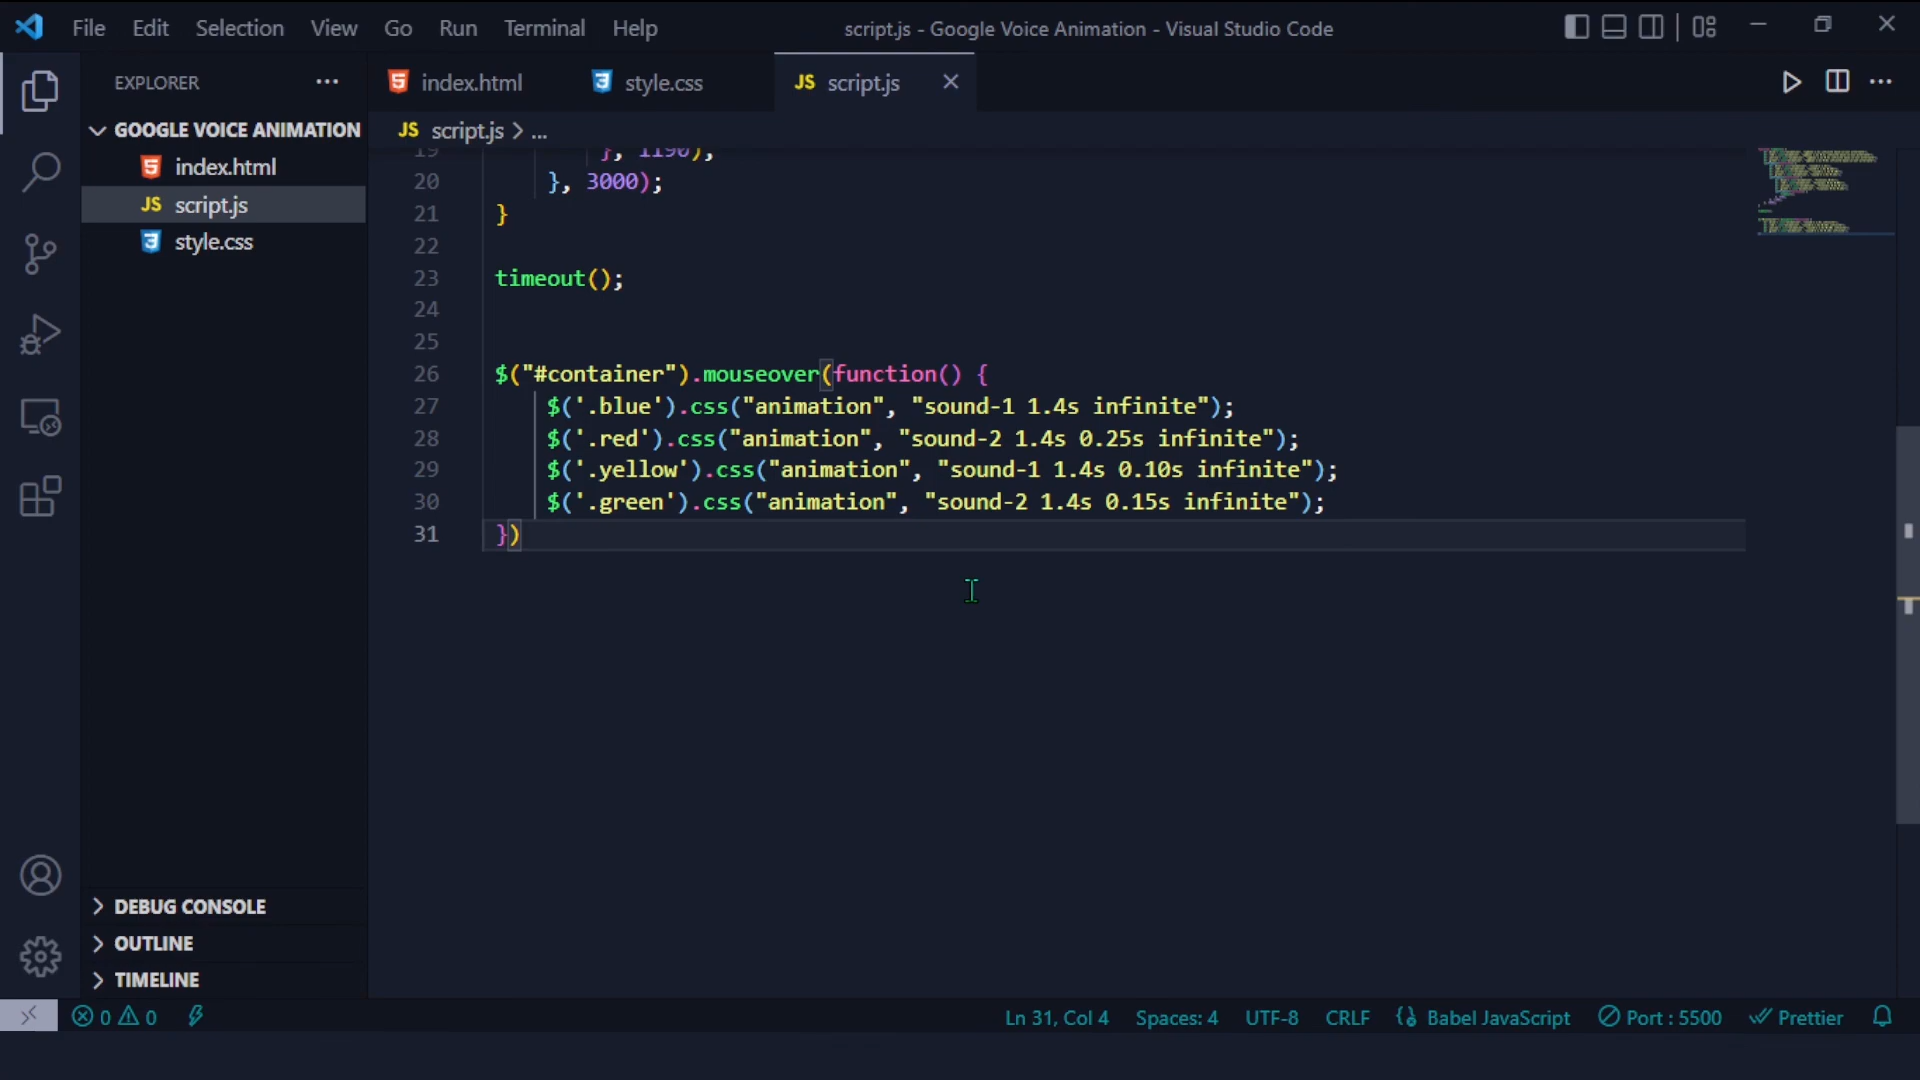 File Edit Selection View Go Run Terminal Help script.js - Google Voice Animation - Visual Studio Code
EXPLORER ··· index.html style.css JS script.js
GOOGLE VOICE ANIMATION
JS script.js > ...
index.html
JS script.js
style.css
19 }, 1190);
20 }, 3000);
21 }
22
23 timeout();
24
25
26 $("#container").mouseover(function() {
27 $('.blue').css("animation", "sound-1 1.4s infinite");
28 $('.red').css("animation", "sound-2 1.4s 0.25s infinite");
29 $('.yellow').css("animation", "sound-1 1.4s 0.10s infinite");
30 $('.green').css("animation", "sound-2 1.4s 0.15s infinite");
31 })
DEBUG CONSOLE
OUTLINE
TIMELINE
0 0 Ln 31, Col 4 Spaces: 4 UTF-8 CRLF Babel JavaScript Port : 5500 Prettier